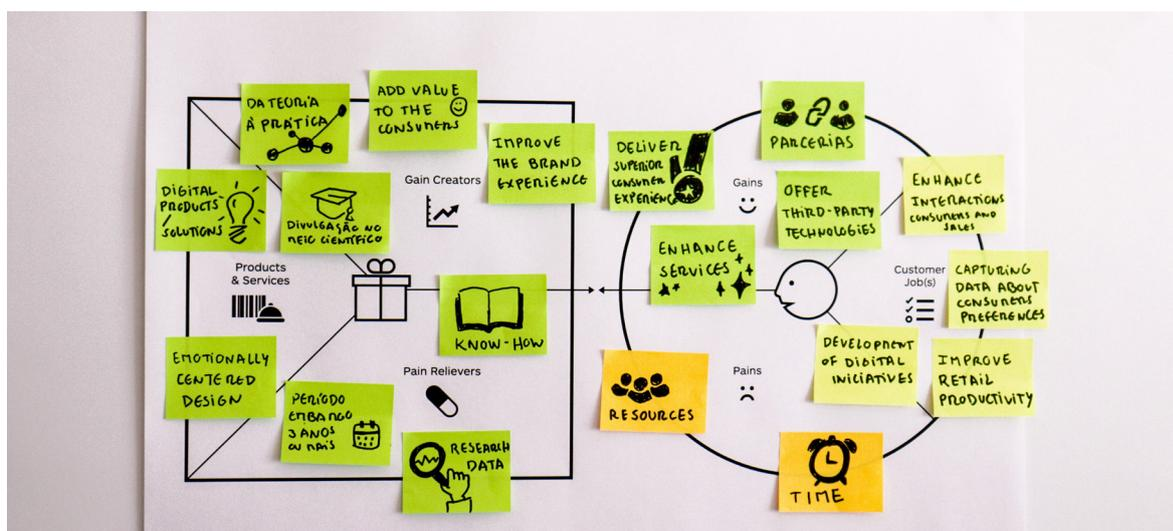 DA TEORIA
À PRÁTICA
ADD VALUE
TO THE
CONSUMERS
IMPROVE
THE BRAND
EXPERIENCE
DIGITAL
PRODUCTS
/SOLUTIONS
DIVULGAÇÃO NO
MEIO CIENTÍFICO
Gain Creators
Products
& Services
KNOW-HOW
EMOTIONALLY
CENTERED
DESIGN
PERÍODO
EMBARGO
3 ANOS
OU MAIS
Pain Relievers
RESEARCH
DATA
DELIVER
SUPERIOR
CONSUMER
EXPERIENCE
Gains
PARCERIAS
OFFER
THIRD-PARTY
TECHNOLOGIES
ENHANCE
INTERACTIONS
CONSUMERS AND
SALES
ENHANCE
SERVICES
Customer
Job(s)
CAPTURING
DATA ABOUT
CONSUMERS
PREFERENCES
DEVELOPMENT
OF DIGITAL
INICIATIVES
IMPROVE
RETAIL
PRODUCTIVITY
RESOURCES
Pains
TIME